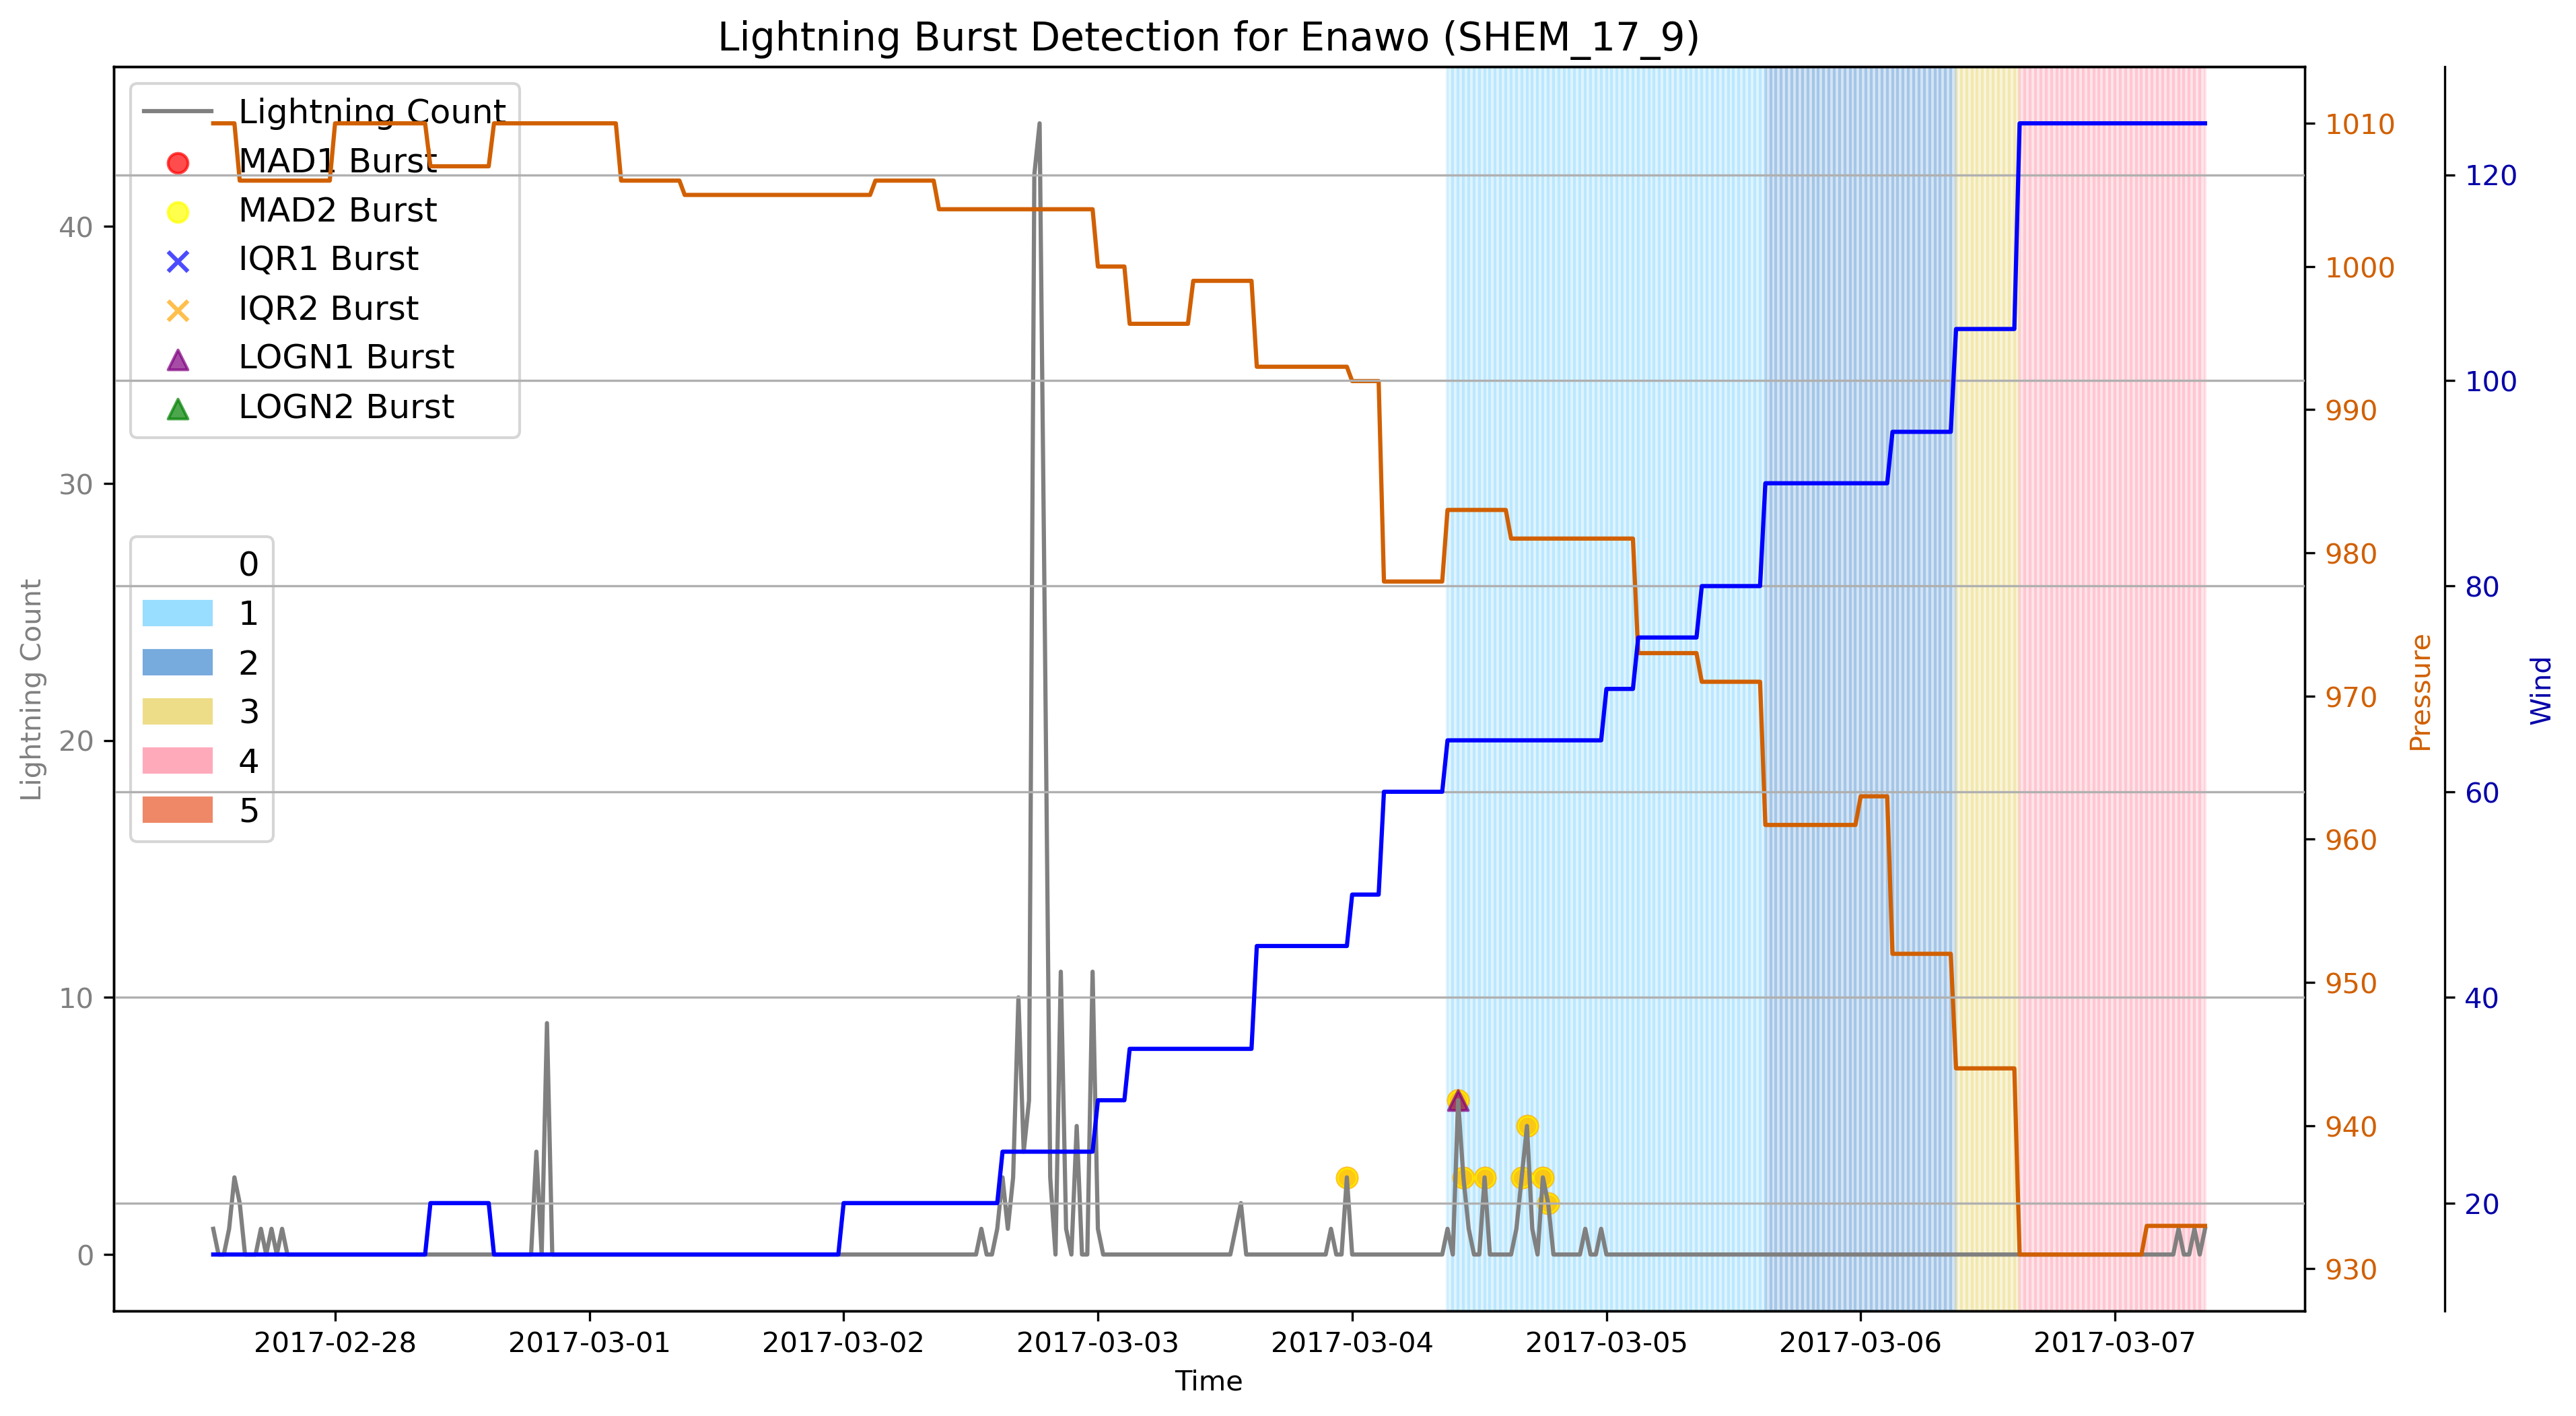 Lightning Burst Detection for Enawo (SHEM_17_9)
Lightning Count
MAD1 Burst
MAD2 Burst
IQR1 Burst
IQR2 Burst
LOGN1 Burst
LOGN2 Burst
0
1
2
3
4
5
Lightning Count
40
30
20
10
0
1010
1000
990
980
970
960
950
940
930
Pressure
120
100
80
60
40
20
Wind
2017-02-28
2017-03-01
2017-03-02
2017-03-03
2017-03-04
2017-03-05
2017-03-06
2017-03-07
Time